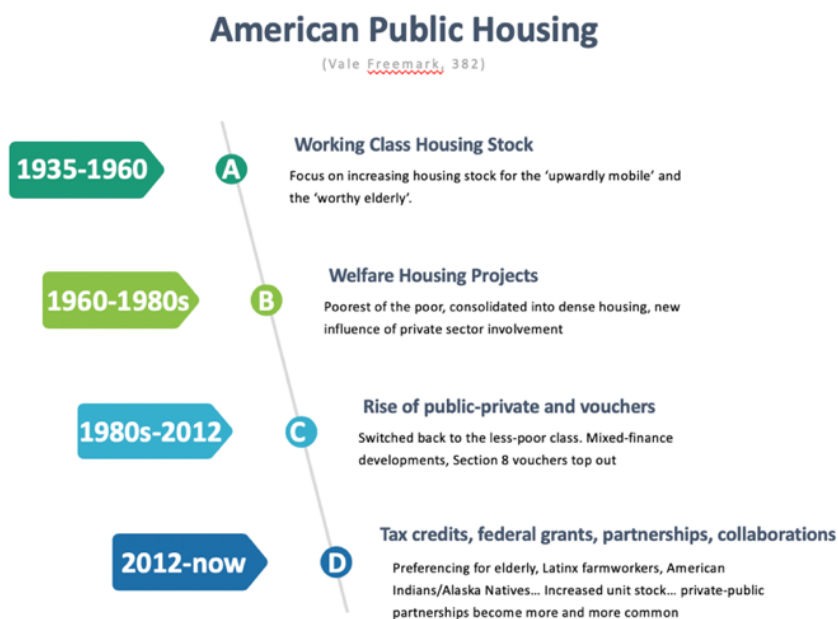 American Public Housing
(Vale Freemark, 382)
1935-1960
A
Working Class Housing Stock
Focus on increasing housing stock for the ‘upwardly mobile’ and
the ‘worthy elderly’.
1960-1980s
B
Welfare Housing Projects
Poorest of the poor, consolidated into dense housing, new
influence of private sector involvement
1980s-2012
C
Rise of public-private and vouchers
Switched back to the less-poor class. Mixed-finance
developments, Section 8 vouchers top out
2012-now
D
Tax credits, federal grants, partnerships, collaborations
Preferencing for elderly, Latinx farmworkers, American
Indians/Alaska Natives... Increased unit stock... private-public
partnerships become more and more common